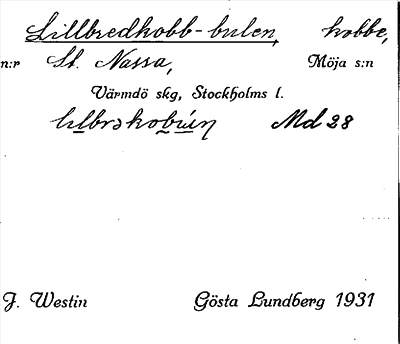 Lillbredkobb-bulen, kobbe,
n:r St. Nassa, Möja s:n
Värmdö skg, Stockholms l.
Md 28
J. Westin Gösta Lundberg 1931